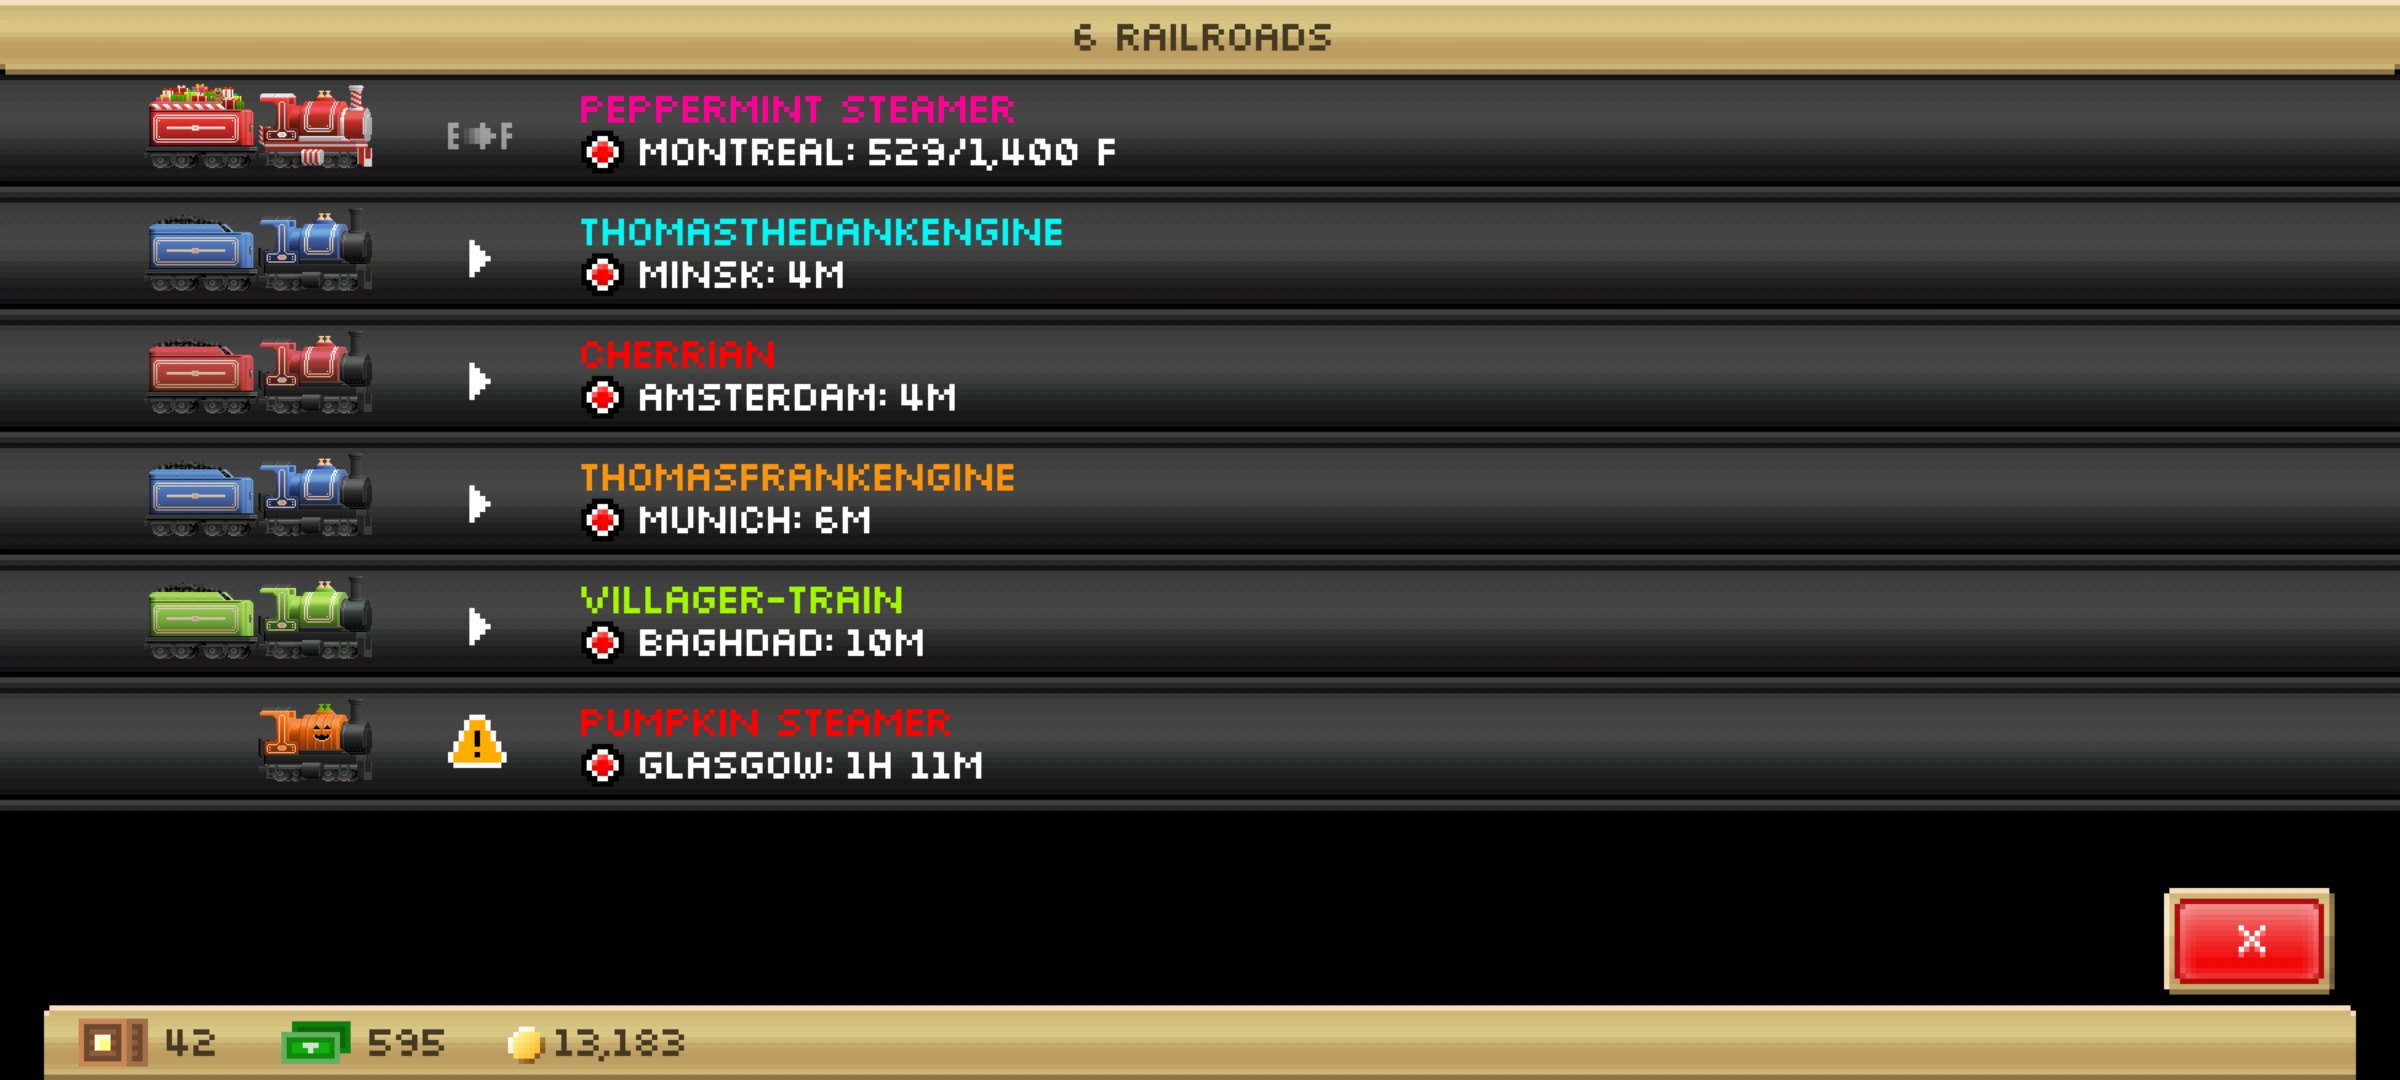 6 RAILROADS
PEPPERMINT STEAMER
E F
MONTREAL: 529/1,400 F
THOMASTHEDANKENGINE
MINSK: 4M
CHERRIAN
AMSTERDAM: 4M
THOMASFRANKENGINE
MUNICH: 6M
VILLAGER-TRAIN
BAGHDAD: 10M
PUMPKIN STEAMER
!
GLASGOW: 1H 11M
X
42 595 13,183